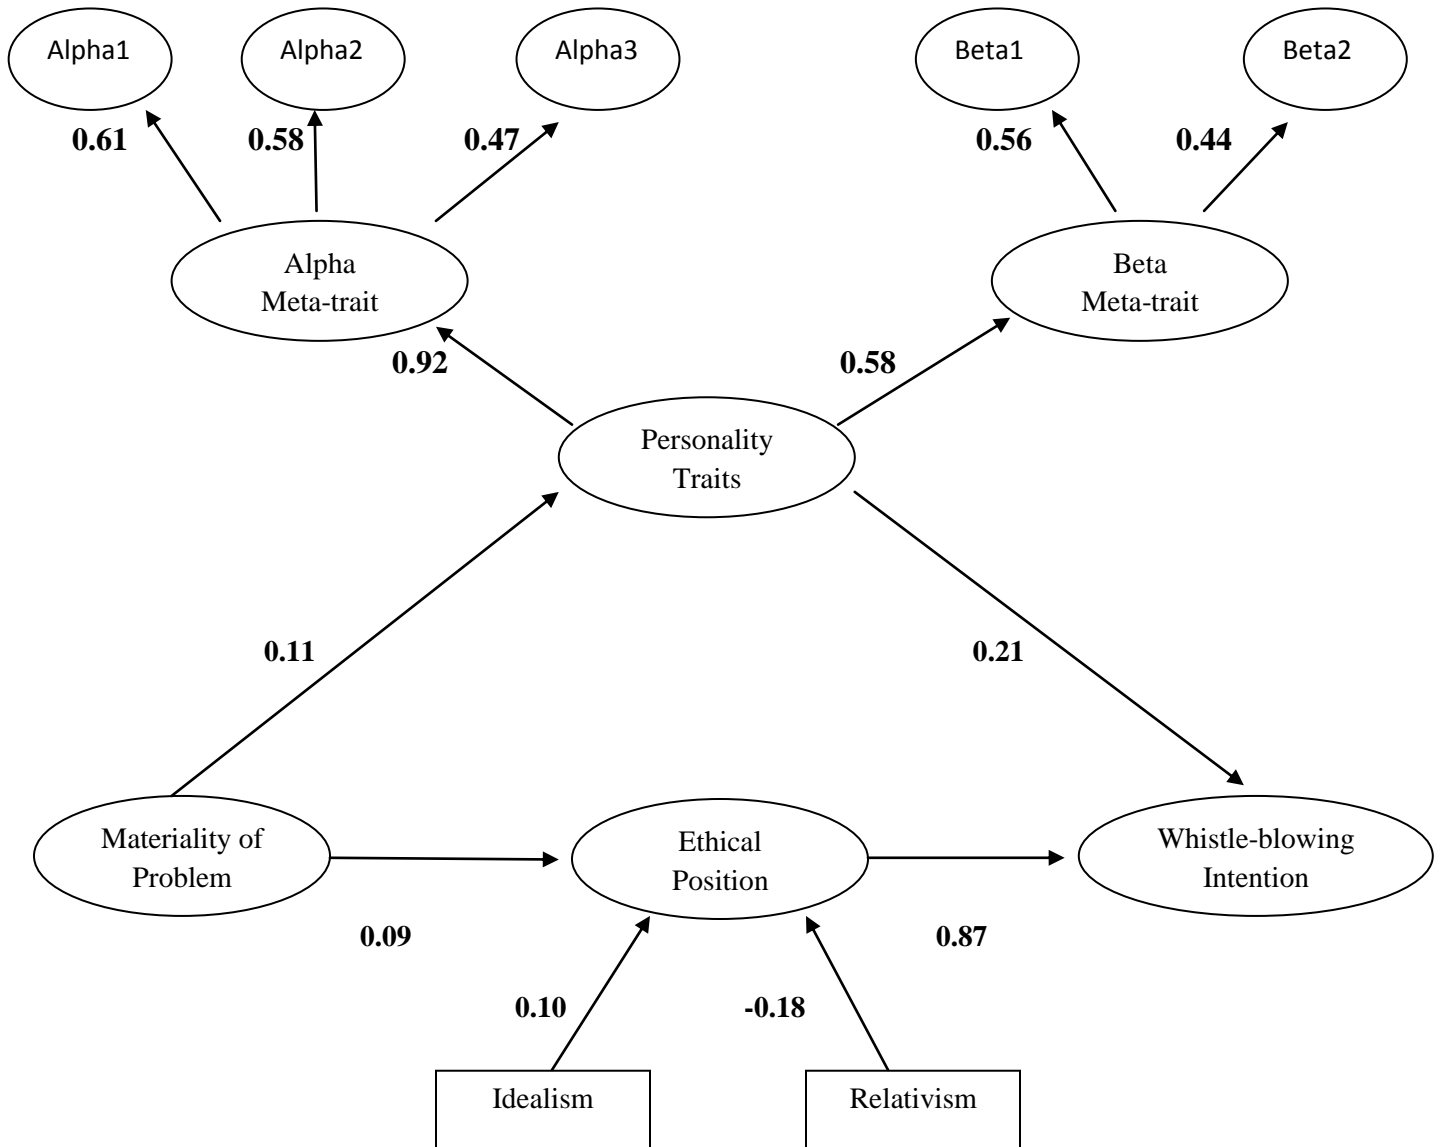 Alpha1
Alpha2
Alpha3
Beta1
Beta2
0.61
0.58
0.47
0.56
0.44
Alpha
Meta-trait
Beta
Meta-trait
0.92
0.58
Personality
Traits
0.11
0.21
Materiality of
Problem
Ethical
Position
Whistle-blowing
Intention
0.09
0.87
0.10
-0.18
Idealism
Relativism